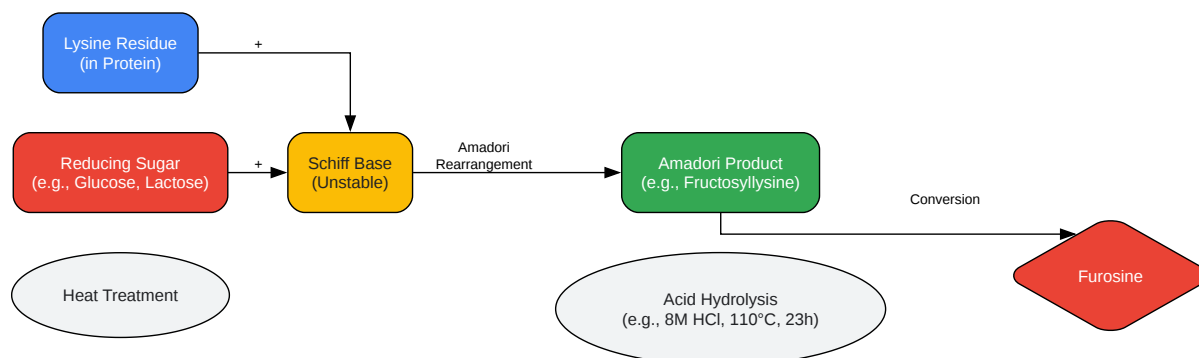 Lysine Residue
(in Protein)
+
Reducing Sugar
(e.g., Glucose, Lactose)
+
Schiff Base
(Unstable)
Amadori
Rearrangement
Amadori Product
(e.g., Fructosyllysine)
Conversion
Furosine
Heat Treatment
Acid Hydrolysis
(e.g., 8M HCl, 110°C, 23h)